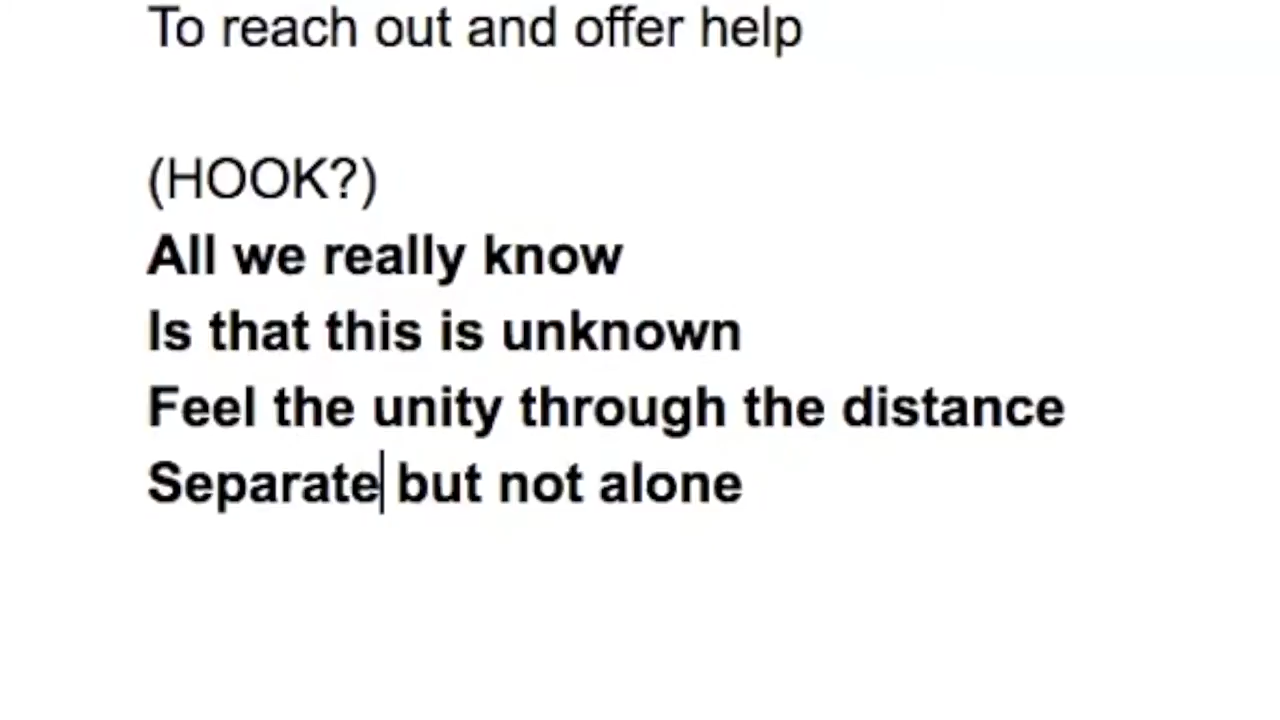 To reach out and offer help
(HOOK?)
All we really know
Is that this is unknown
Feel the unity through the distance
Separate but not alone